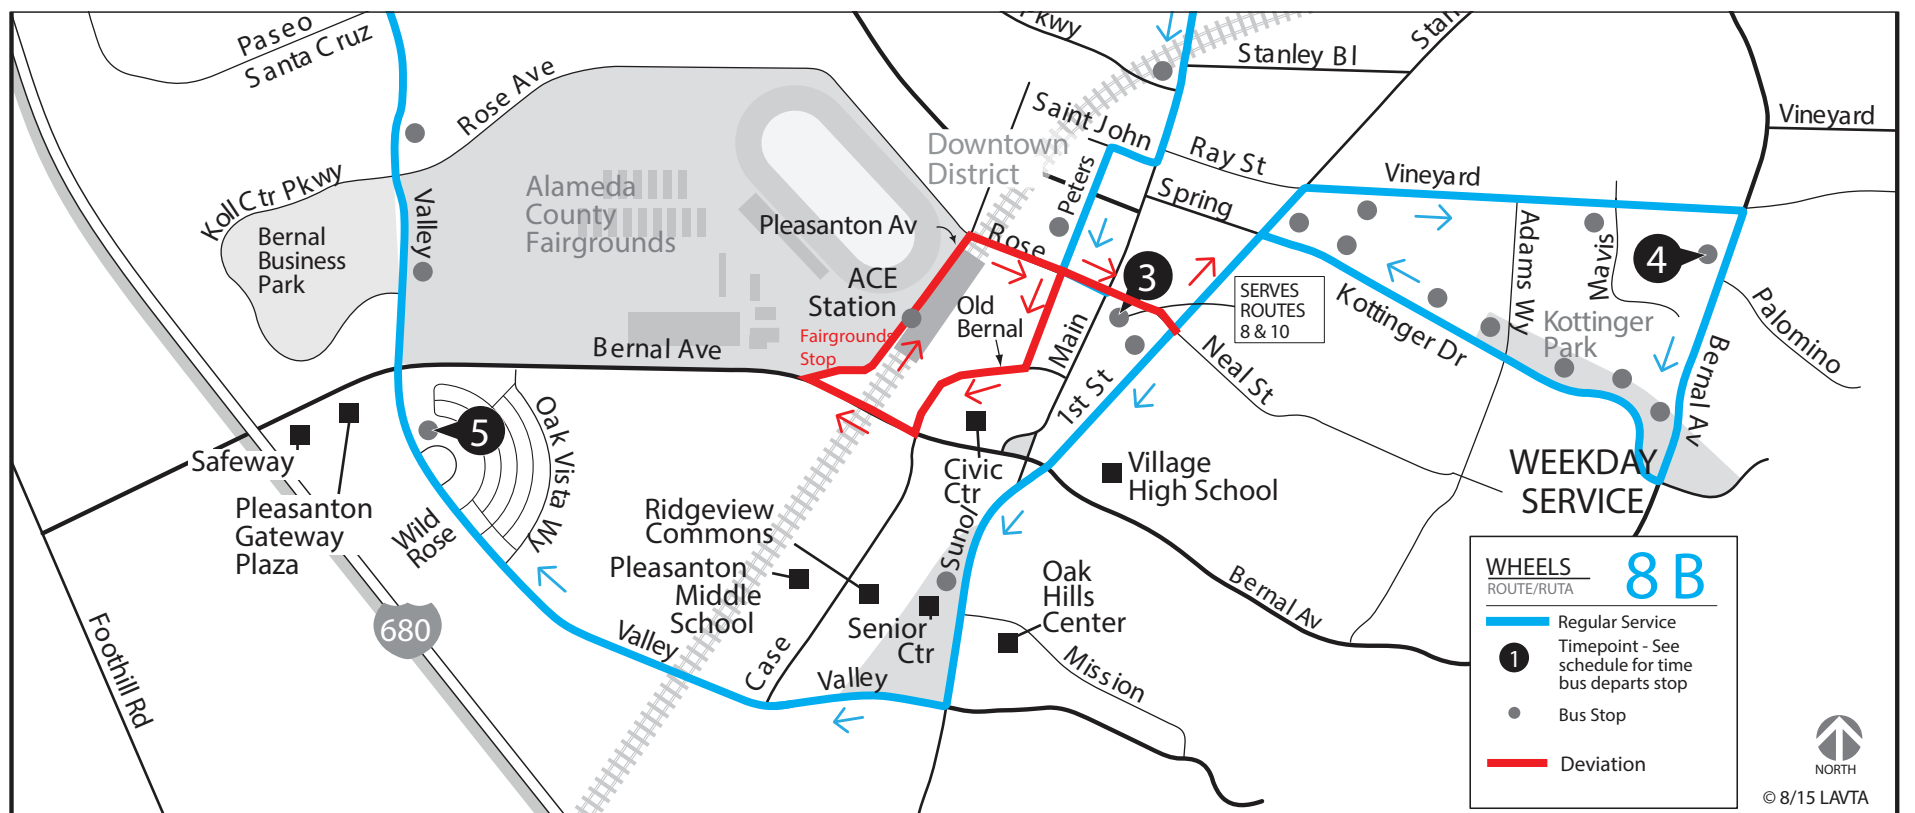 Paseo
Santa Cruz
Pkwy
Stanley Bl
Stan
Vineyard
Rose Ave
Saint John
Ray St
Downtown
District
Koll Ctr Pkwy
Valley
Alameda
County
Fairgrounds
Bernal
Business
Park
Pleasanton Av
Peters
Rose
Spring
Vineyard
Adams Wy
Mavis
4
3
ACE
Station
Old
Bernal
Fairgrounds
Stop
Main
SERVES
ROUTES
8 & 10
Kottinger Dr
Kottinger
Park
Palomino
Bernal Av
Bernal Ave
Neal St
1st St
5
Oak Vista Wy
Safeway
Pleasanton
Gateway
Plaza
Wild
Rose
Civic
Ctr
Village
High School
WEEKDAY
SERVICE
Ridgeview
Commons
Sunol
Pleasanton
Middle
School
Oak
Hills
Center
Bernal Av
Senior
Ctr
680
Foothill Rd
Valley
Case
Valley
Mission
WHEELS
ROUTE/RUTA
8 B
Regular Service
1
Timepoint - See
schedule for time
bus departs stop
Bus Stop
Deviation
NORTH
© 8/15 LAVTA